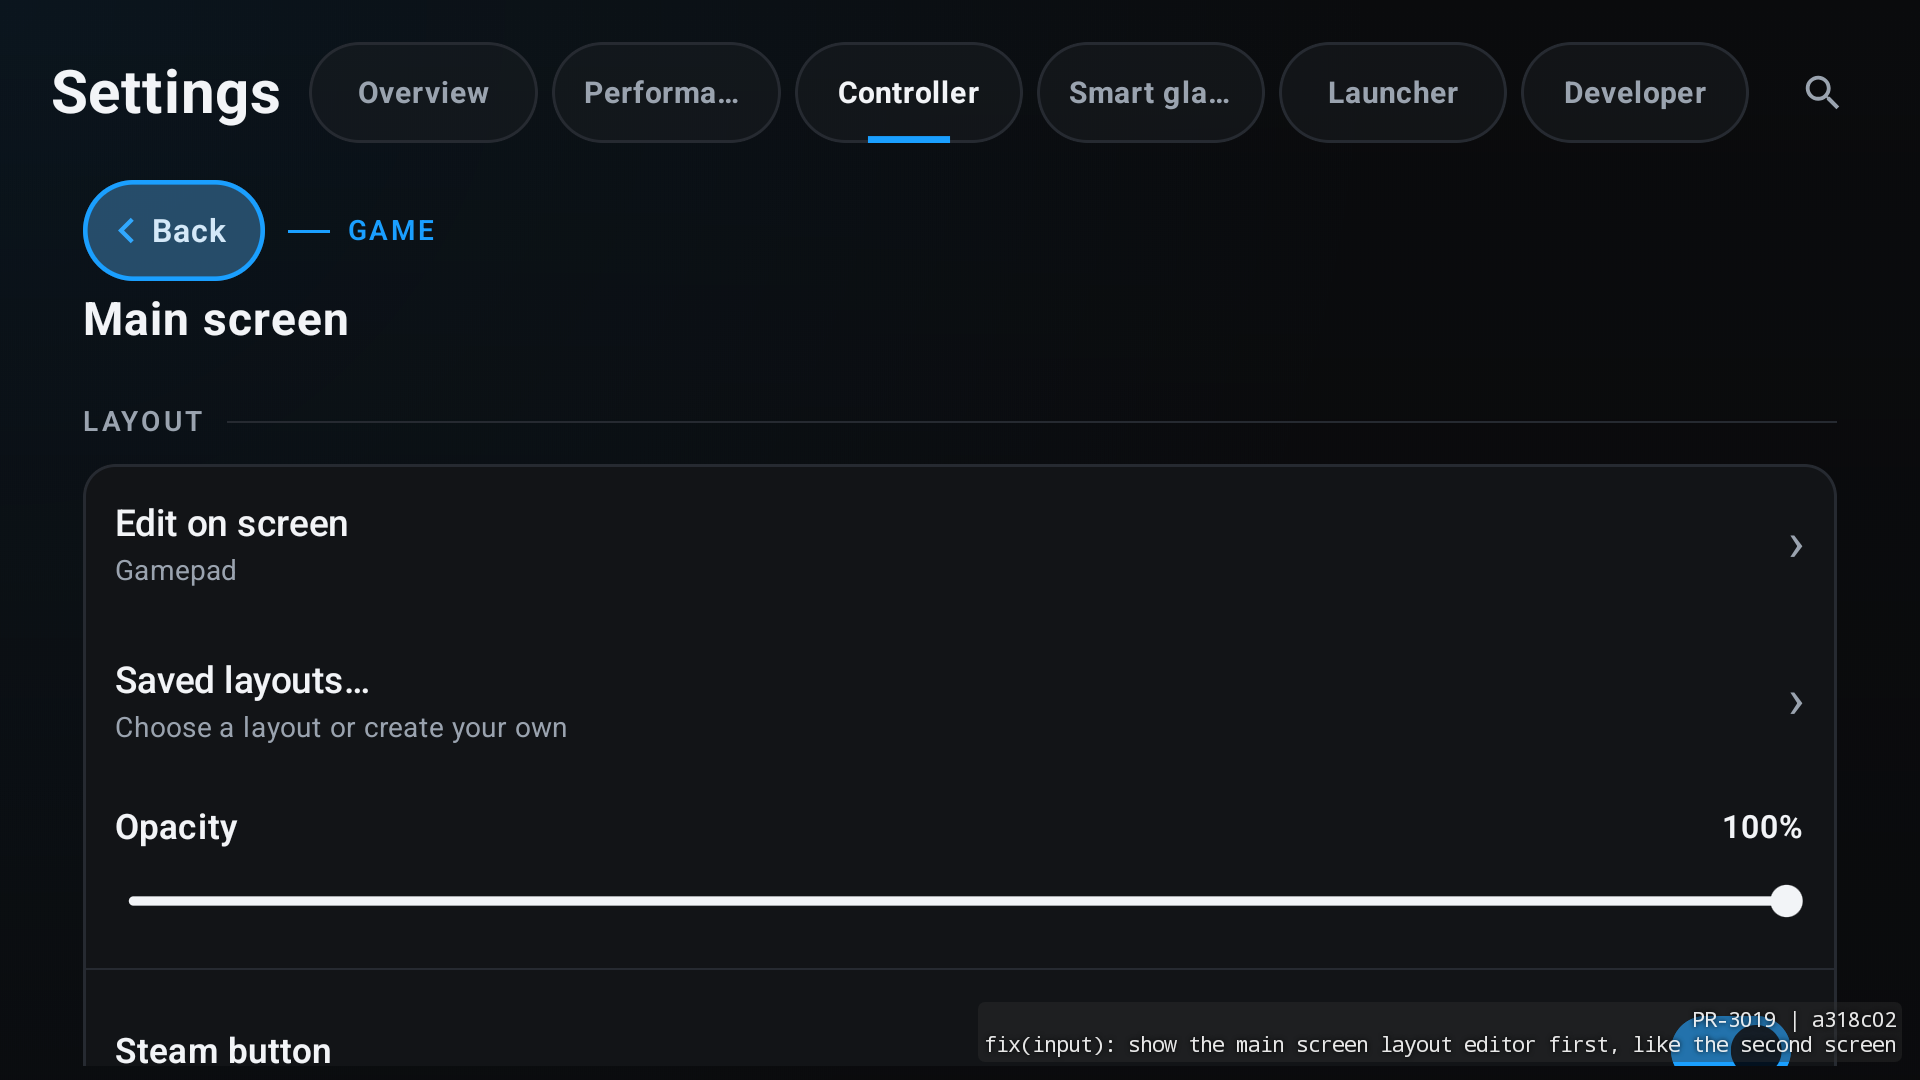 Settings
Overview
Performa…
Controller
Smart gla…
Launcher
Developer
Back
GAME
Main screen
LAYOUT
Edit on screen
Gamepad
Saved layouts…
Choose a layout or create your own
Opacity
100%
Steam button
PR-3019 | a318c02
fix(input): show the main screen layout editor first, like the second screen